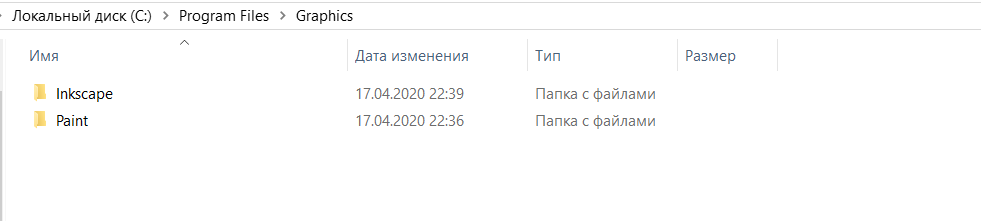 Локальный диск (C:) > Program Files > Graphics
Имя Дата изменения Тип Размер
Inkscape 17.04.2020 22:39 Папка с файлами
Paint 17.04.2020 22:36 Папка с файлами